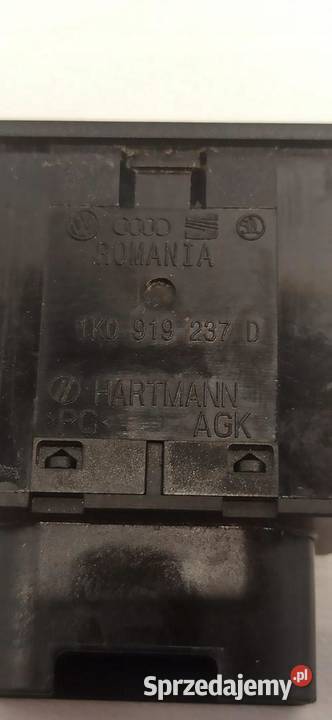 ROMANIA
1K0 919 237 D
HARTMANN
AGK
Sprzedajemy.pl